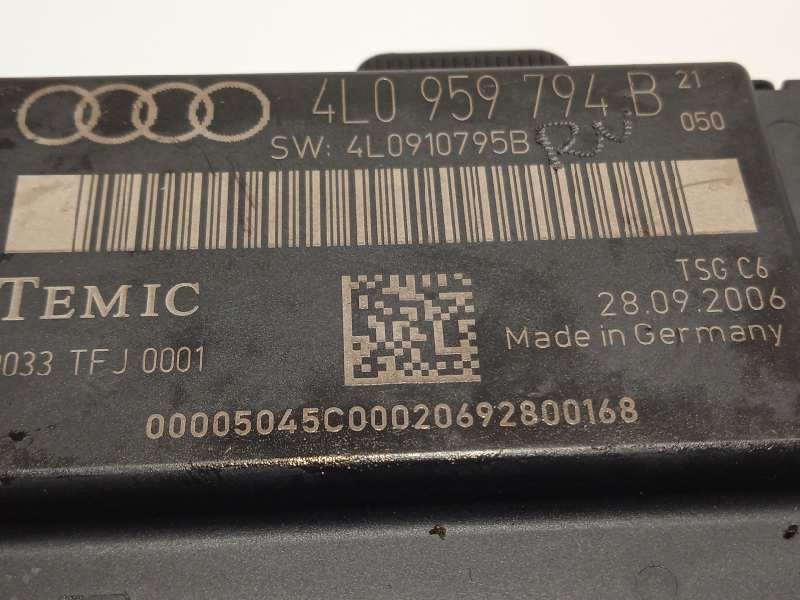 4L0 959 794 B 21
050
SW: 4L0910795B
TEMIC
TSG C6
28.09.2006
Made in Germany
TFJ 0001
00005045C00020692800168